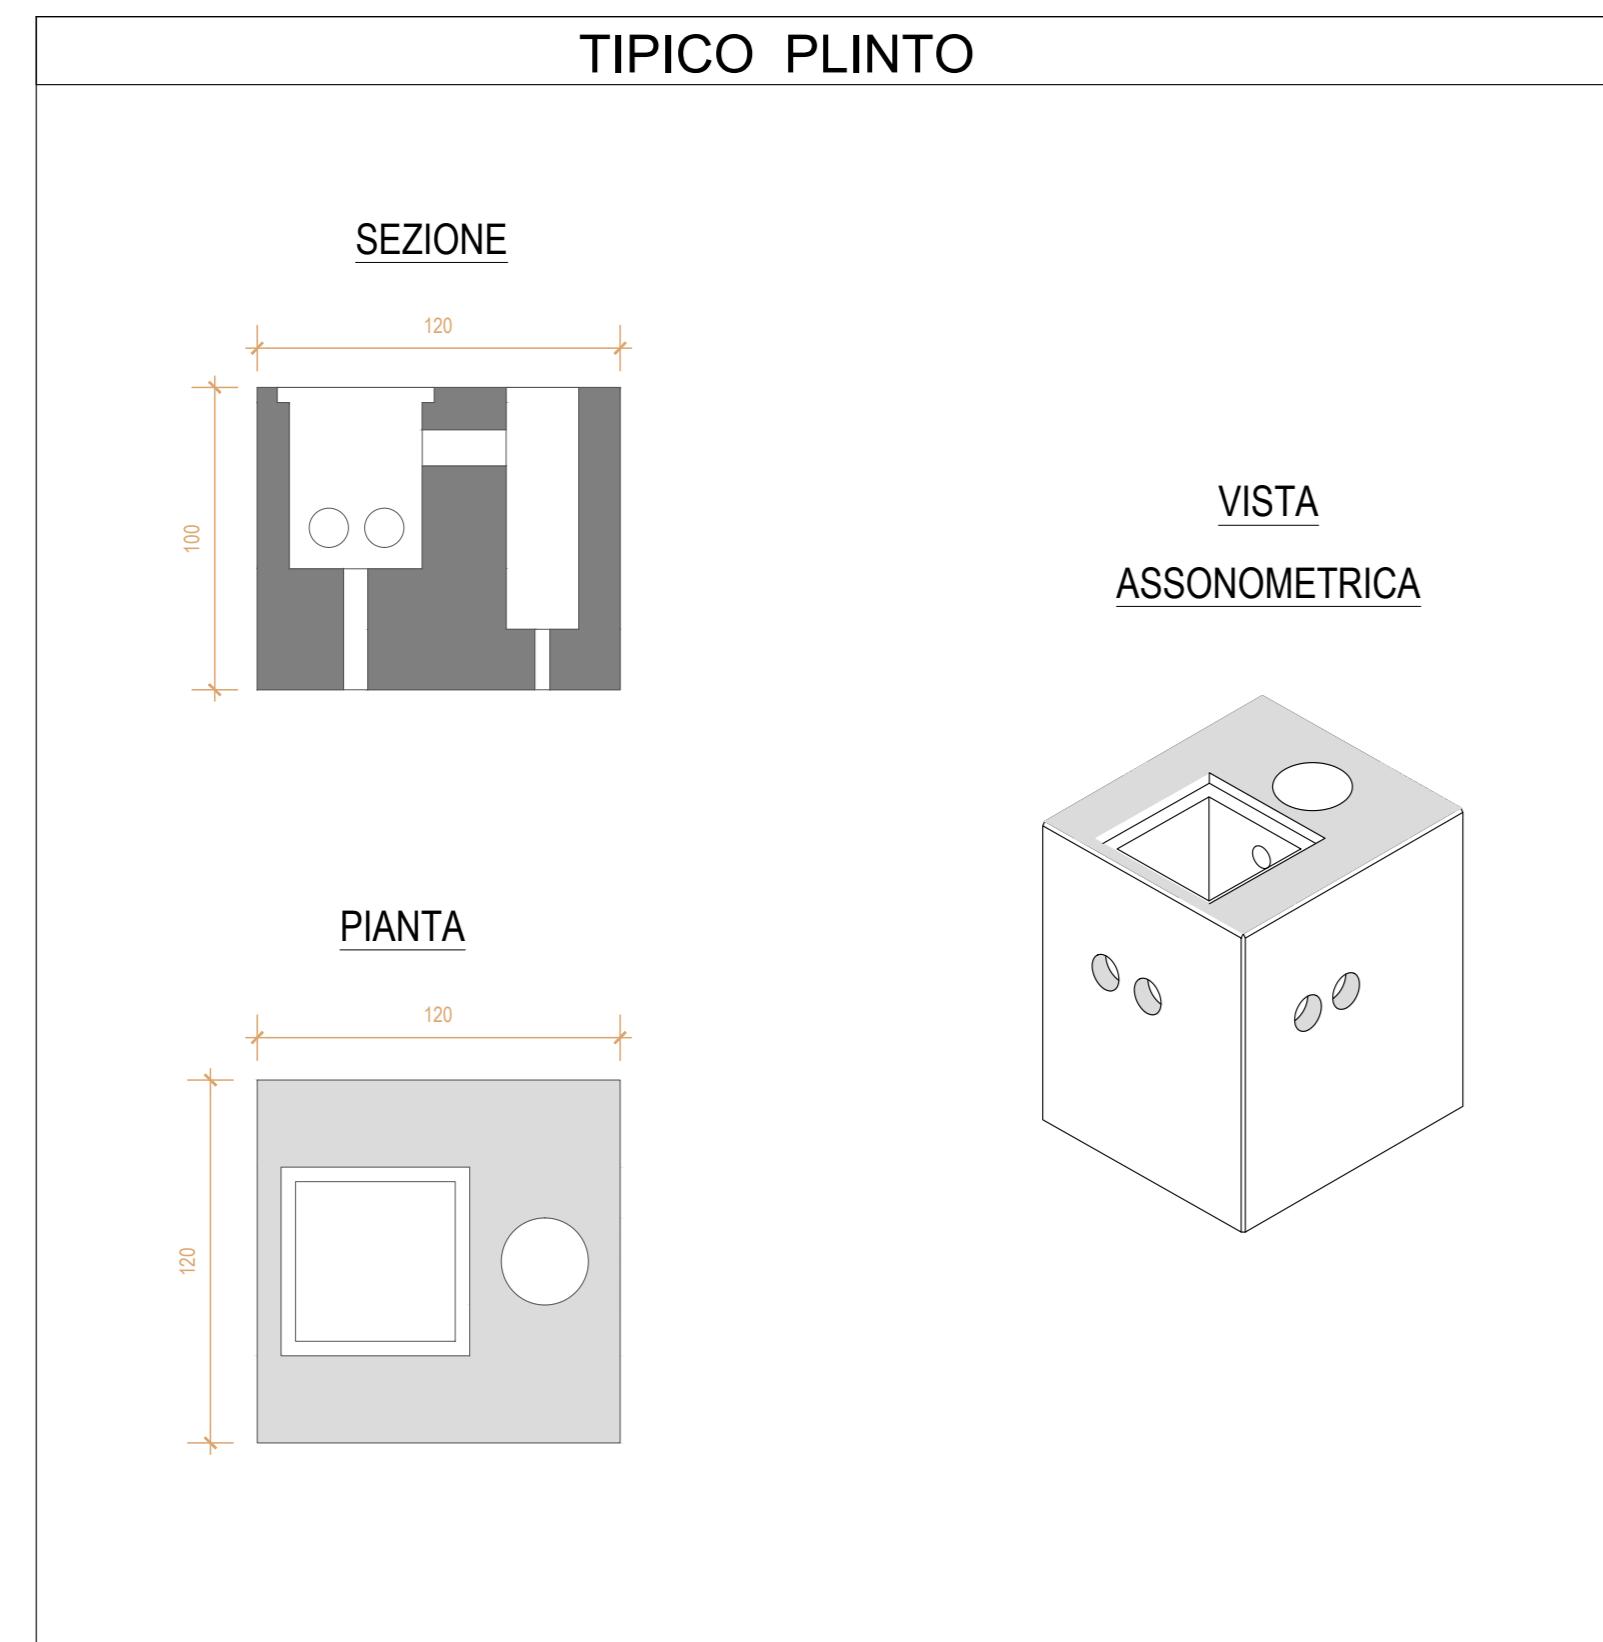 TIPICO PLINTO
SEZIONE
120
100
VISTA
ASSONOMETRICA
PIANTA
120
120